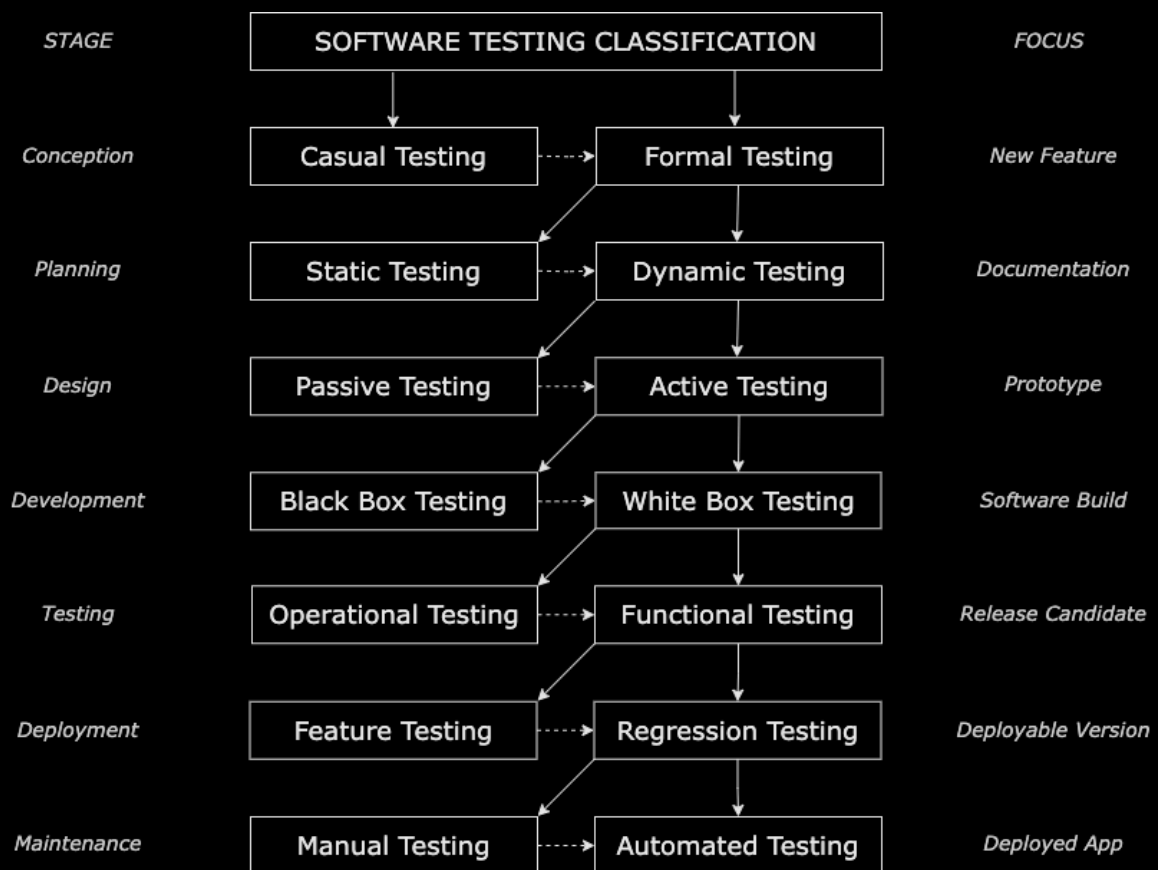 STAGE
SOFTWARE TESTING CLASSIFICATION
FOCUS
Conception
Casual Testing
Formal Testing
New Feature
Planning
Static Testing
Dynamic Testing
Documentation
Design
Passive Testing
Active Testing
Prototype
Development
Black Box Testing
White Box Testing
Software Build
Testing
Operational Testing
Functional Testing
Release Candidate
Deployment
Feature Testing
Regression Testing
Deployable Version
Maintenance
Manual Testing
Automated Testing
Deployed App